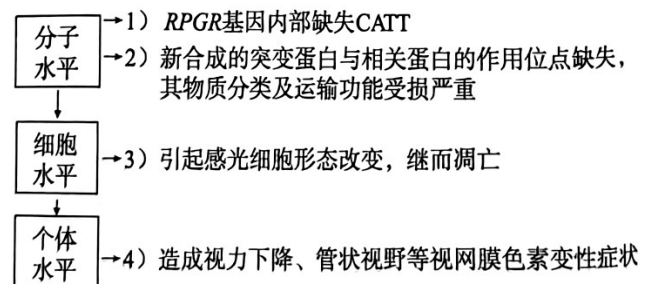 分子
水平
→1）RPGR基因内部缺失CATT
→2）新合成的突变蛋白与相关蛋白的作用位点缺失，
其物质分类及运输功能受损严重
细胞
水平
→3）引起感光细胞形态改变，继而凋亡
个体
水平
→4）造成视力下降、管状视野等视网膜色素变性症状